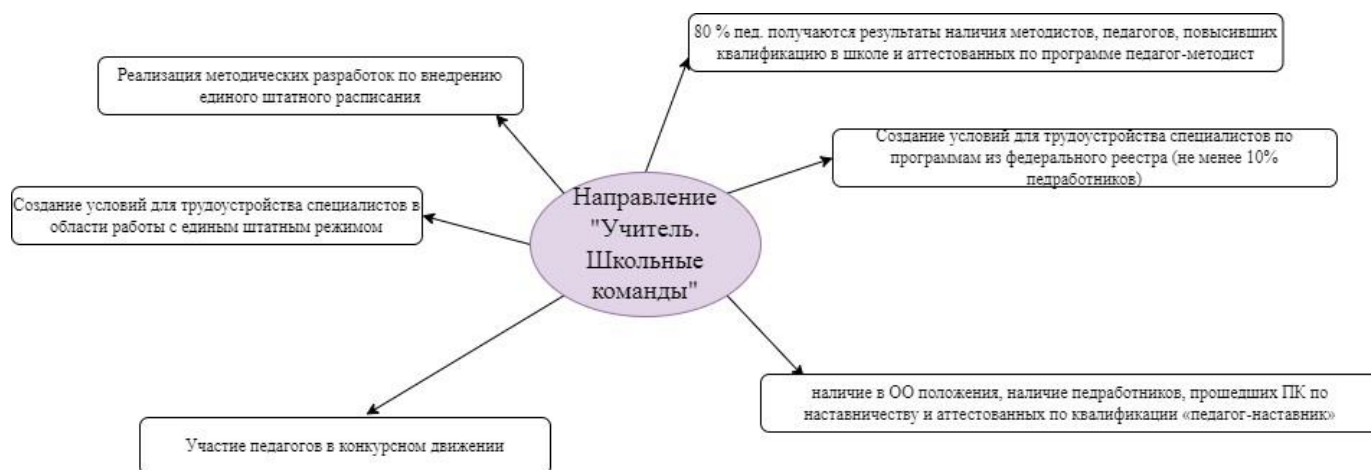 80 % пед. получаются результаты наличия методистов, педагогов, повысивших
квалификацию в школе и аттестованных по программе педагог-методист
Реализация методических разработок по внедрению
единого штатного расписания
Создание условий для трудоустройства специалистов по
программам из федерального реестра (не менее 10%
педработников)
Создание условий для трудоустройства специалистов в
области работы с единым штатным режимом
Направление
"Учитель.
Школьные
команды"
наличие в ОО положения, наличие педработников, прошедших ПК по
наставничеству и аттестованных по квалификации «педагог-наставник»
Участие педагогов в конкурсном движении